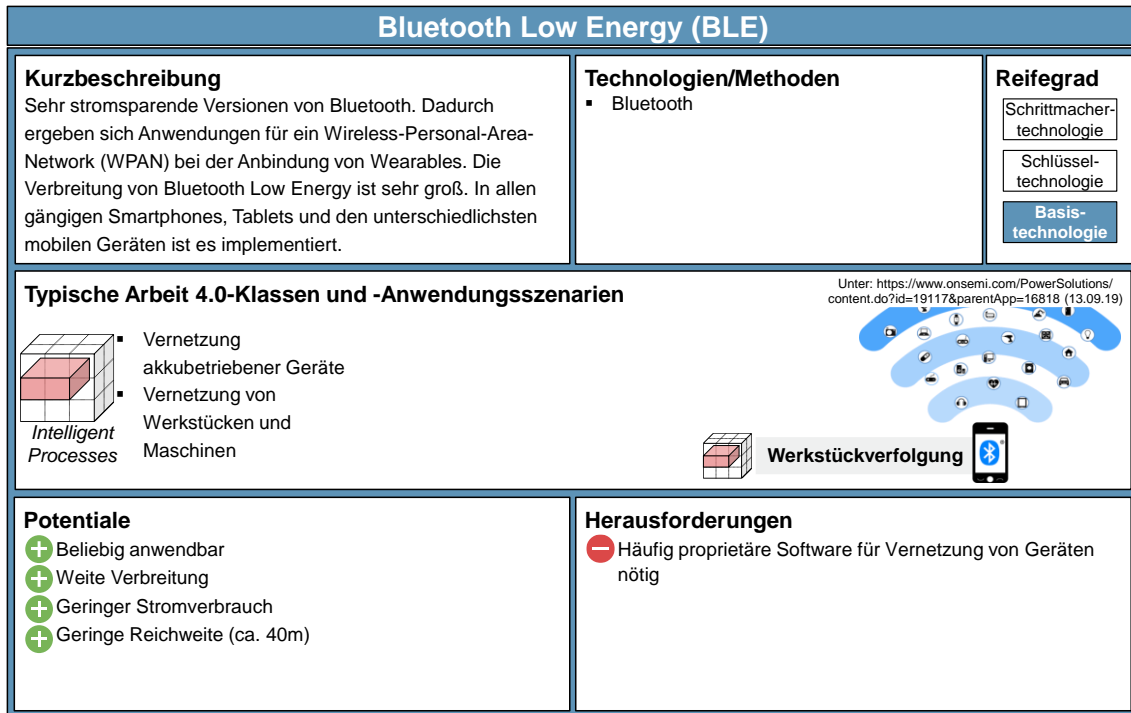 Bluetooth Low Energy (BLE)
Kurzbeschreibung
Sehr stromsparende Versionen von Bluetooth. Dadurch
ergeben sich Anwendungen für ein Wireless-Personal-Area-
Network (WPAN) bei der Anbindung von Wearables. Die
Verbreitung von Bluetooth Low Energy ist sehr groß. In allen
gängigen Smartphones, Tablets und den unterschiedlichsten
mobilen Geräten ist es implementiert.
Technologien/Methoden
▪ Bluetooth
Reifegrad
Schrittmacher-
technologie
Schlüssel-
technologie
Basis-
technologie
Typische Arbeit 4.0-Klassen und -Anwendungsszenarien
Unter: https://www.onsemi.com/PowerSolutions/
content.do?id=19117&parentApp=16818 (13.09.19)
▪ Vernetzung
akkubetriebener Geräte
▪ Vernetzung von
Werkstücken und
Maschinen
Intelligent
Processes
Werkstückverfolgung
Potentiale
Beliebig anwendbar
Weite Verbreitung
Geringer Stromverbrauch
Geringe Reichweite (ca. 40m)
Herausforderungen
Häufig proprietäre Software für Vernetzung von Geräten
nötig